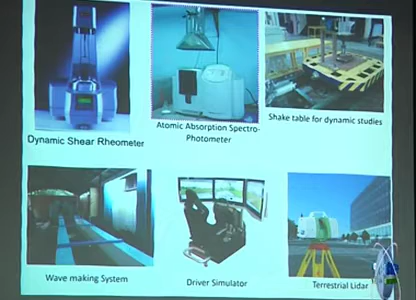 Dynamic Shear Rheometer
Atomic Absorption Spectro-
Photometer
Shake table for dynamic studies
Wave making System
Driver Simulator
Terrestrial Lidar